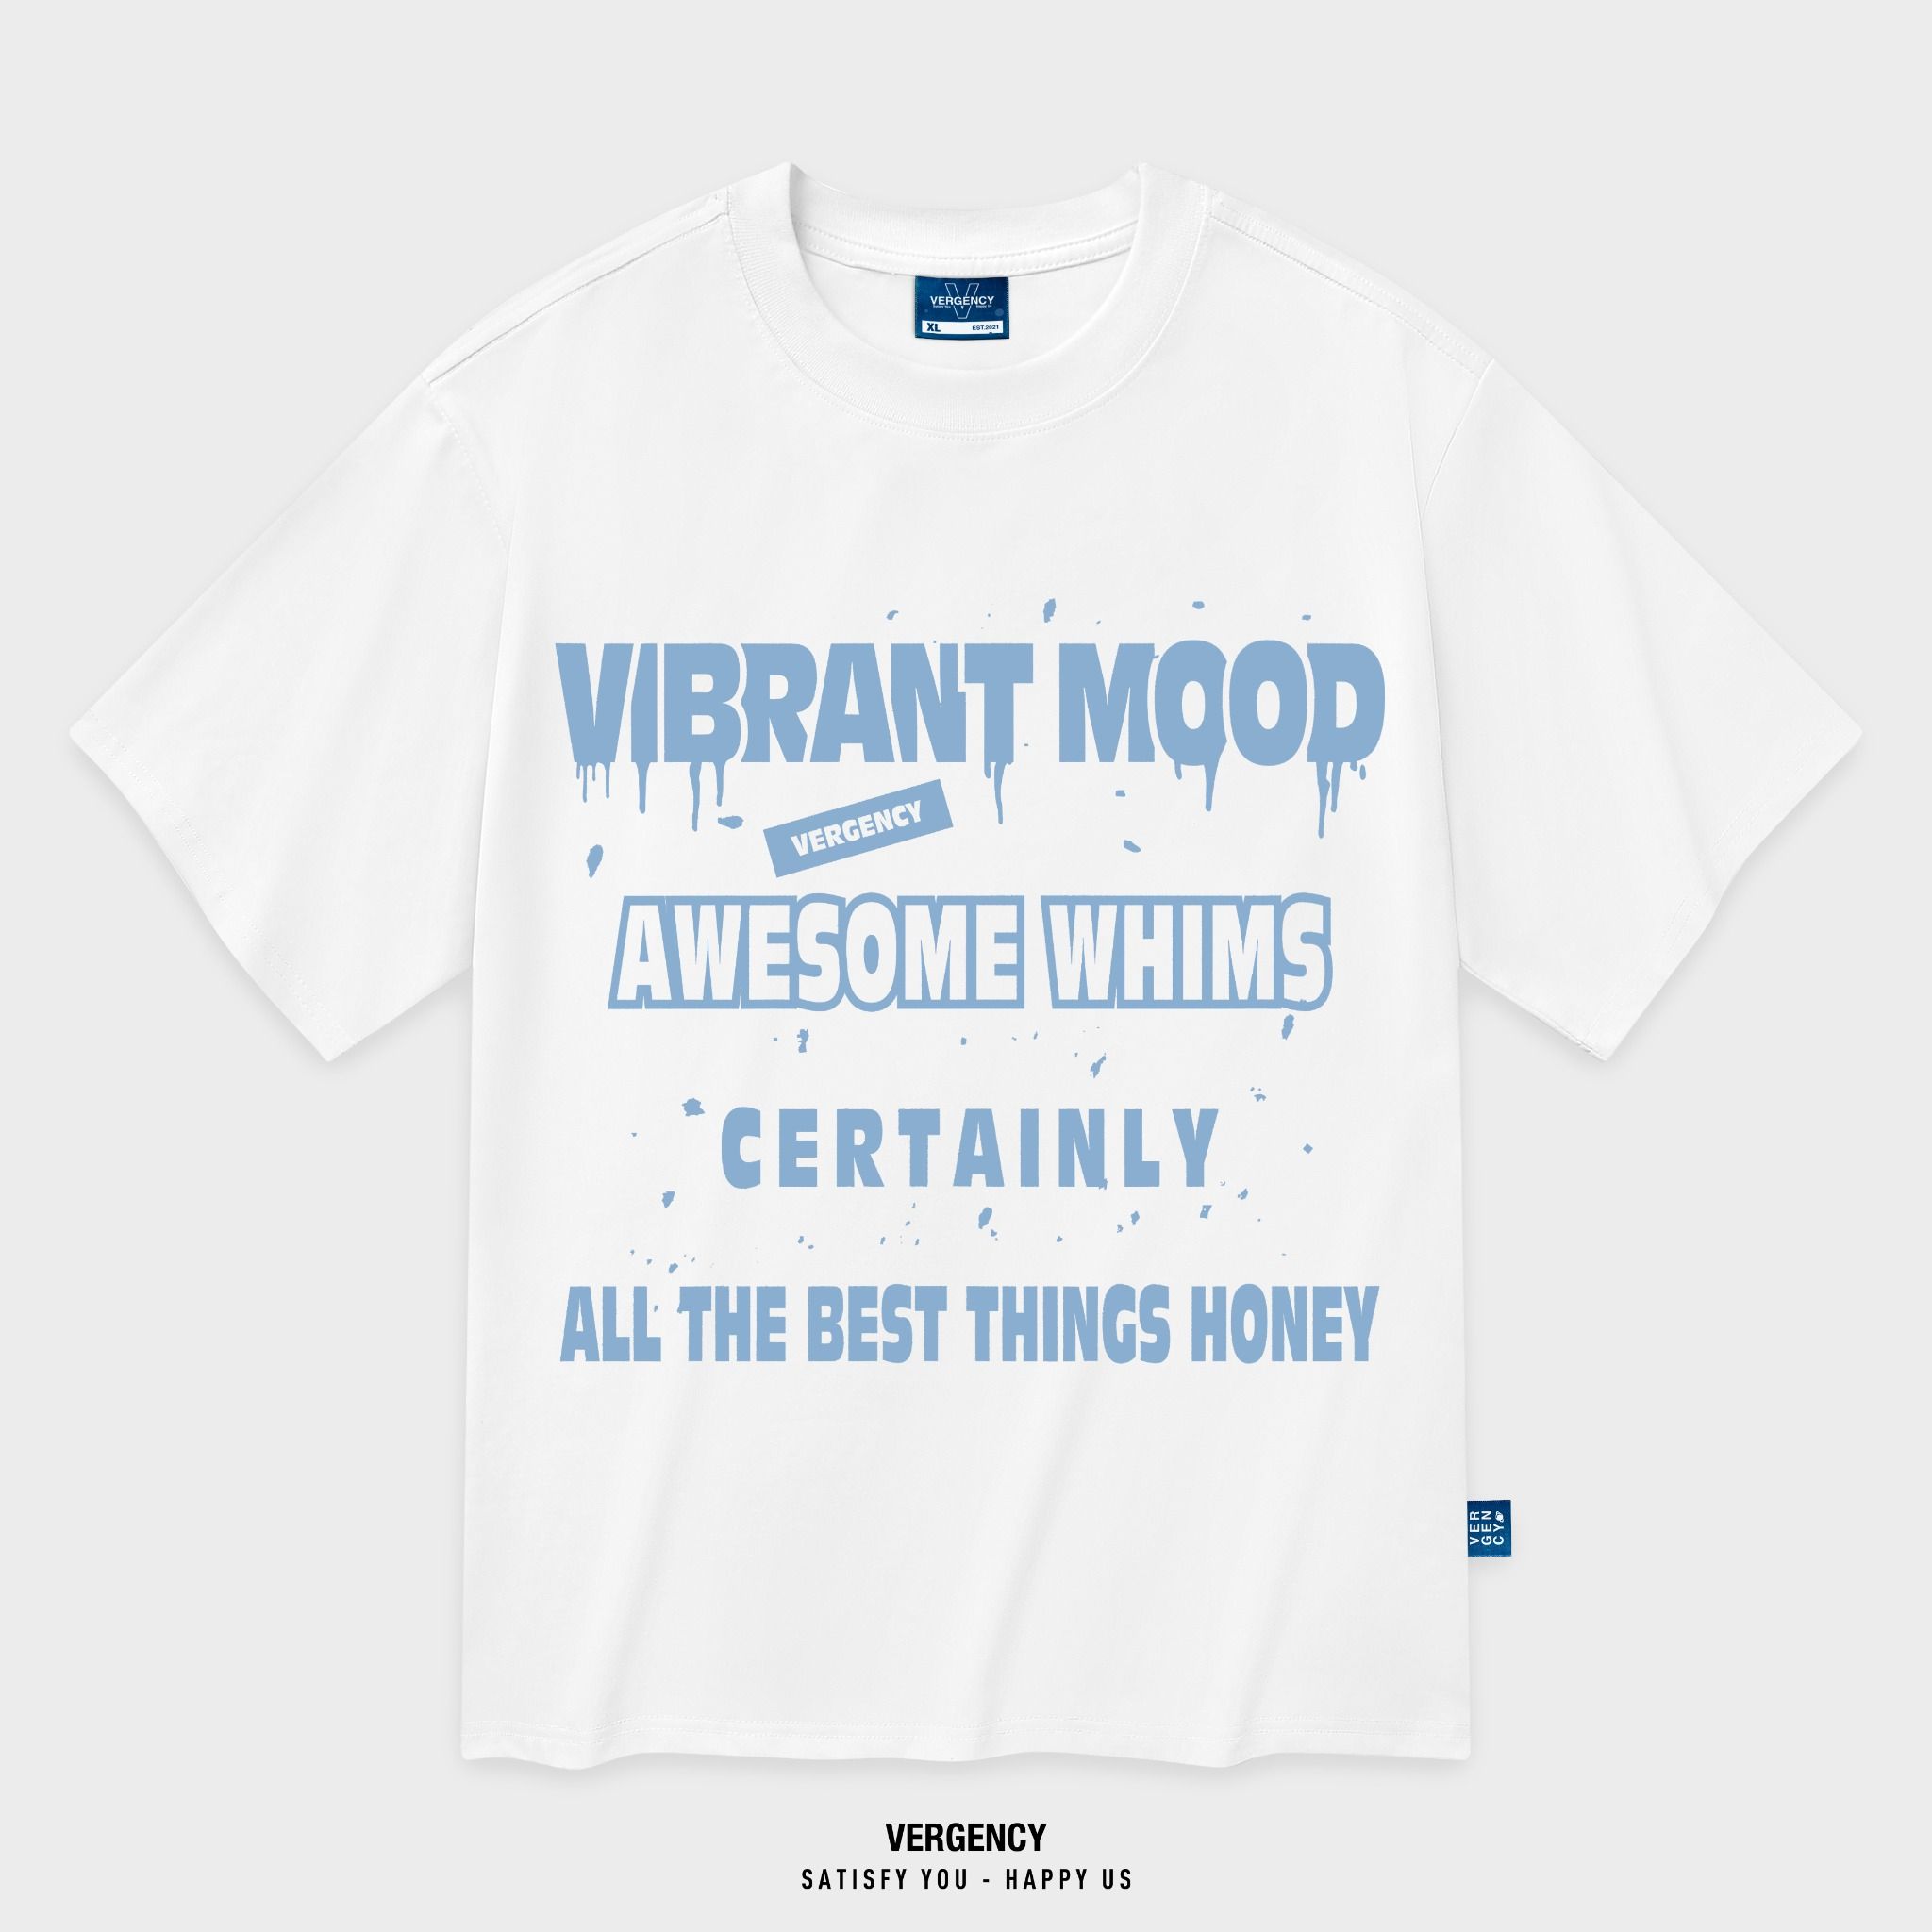 VERGENCY
XL EST.2021
VIBRANT MOOD
VERGENCY
AWESOME WHIMS
CERTAINLY
ALL THE BEST THINGS HONEY
VER
GEN
CY
VERGENCY
SATISFY YOU - HAPPY US